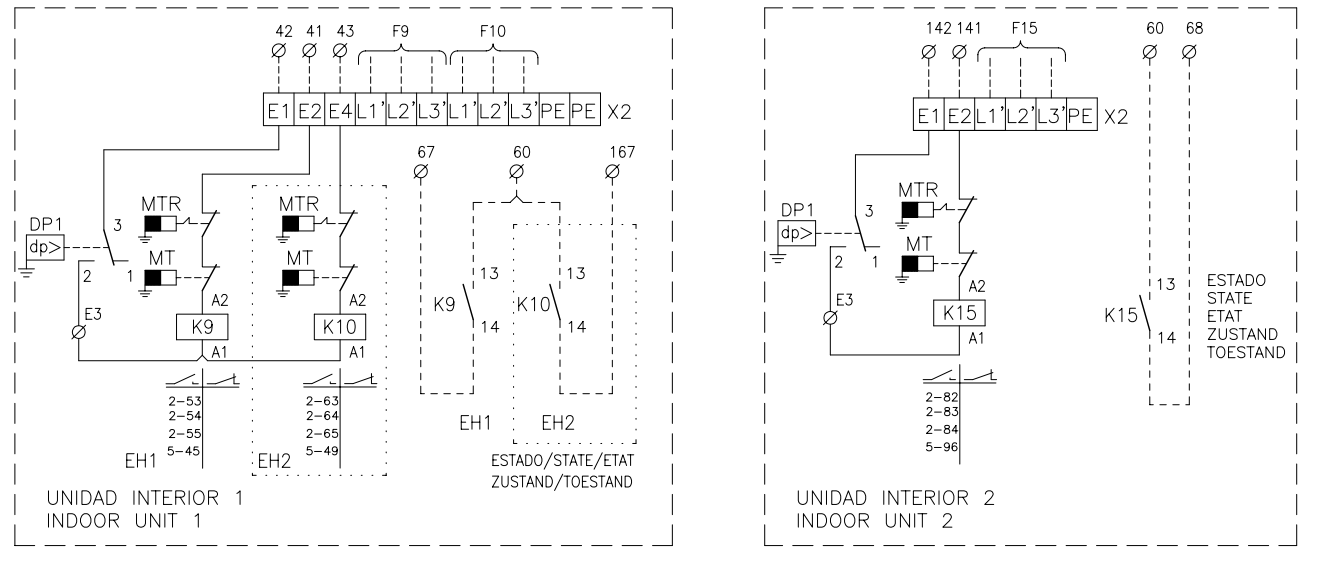 42 41 43 F9 F10
E1 E2 E4 L1' L2' L3' L1' L2' L3' PE PE X2
67 60 167
MTR MTR
DP1 3
dp>
MT MT
2 1
E3 A2 A2
K9 K10
A1 A1
13 13
K9 K10
14 14
2-53 2-63
2-54 2-64
2-55 2-65
5-45 5-49
EH1 EH2
EH1 EH2
ESTADO/STATE/ETAT
ZUSTAND/TOESTAND
UNIDAD INTERIOR 1
INDOOR UNIT 1
142 141 F15 60 68
E1 E2 L1' L2' L3' PE X2
MTR
DP1 3
dp>
MT
2 1
E3 A2
K15
A1
13
K15
14
ESTADO
STATE
ETAT
ZUSTAND
TOESTAND
2-82
2-83
2-84
5-96
UNIDAD INTERIOR 2
INDOOR UNIT 2